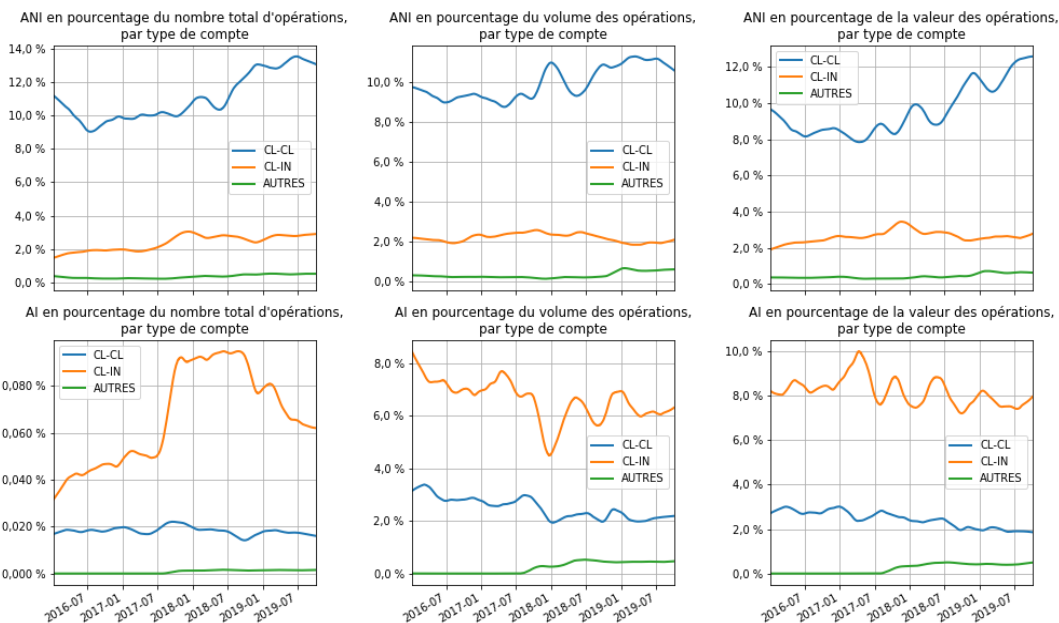 ANI en pourcentage du nombre total d'opérations,
par type de compte
14,0 %
12,0 %
10,0 %
8,0 %
6,0 %
4,0 %
2,0 %
0,0 %
CL-CL
CL-IN
AUTRES
ANI en pourcentage du volume des opérations,
par type de compte
10,0 %
8,0 %
6,0 %
4,0 %
2,0 %
0,0 %
CL-CL
CL-IN
AUTRES
ANI en pourcentage de la valeur des opérations,
par type de compte
12,0 %
10,0 %
8,0 %
6,0 %
4,0 %
2,0 %
0,0 %
CL-CL
CL-IN
AUTRES
AI en pourcentage du nombre total d'opérations,
par type de compte
0,080 %
0,060 %
0,040 %
0,020 %
0,000 %
CL-CL
CL-IN
AUTRES
2016-07
2017-01
2017-07
2018-01
2018-07
2019-01
2019-07
AI en pourcentage du volume des opérations,
par type de compte
8,0 %
6,0 %
4,0 %
2,0 %
0,0 %
CL-CL
CL-IN
AUTRES
2016-07
2017-01
2017-07
2018-01
2018-07
2019-01
2019-07
AI en pourcentage de la valeur des opérations,
par type de compte
10,0 %
8,0 %
6,0 %
4,0 %
2,0 %
0,0 %
CL-CL
CL-IN
AUTRES
2016-07
2017-01
2017-07
2018-01
2018-07
2019-01
2019-07